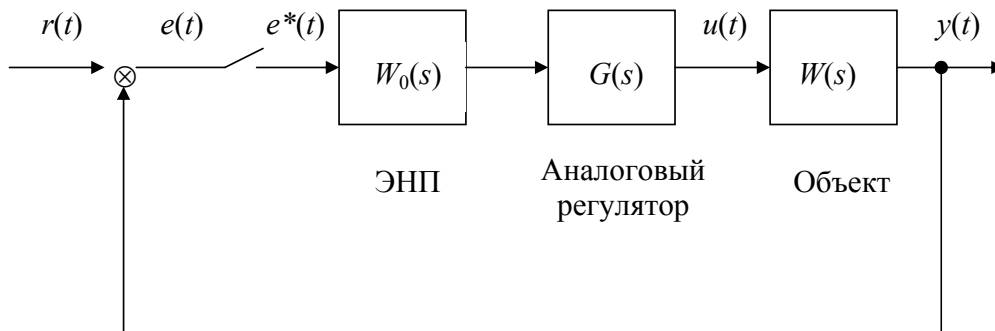 r(t) e(t) e*(t) u(t) y(t)
W₀(s) G(s) W(s)
ЭНП Аналоговый Объект
регулятор